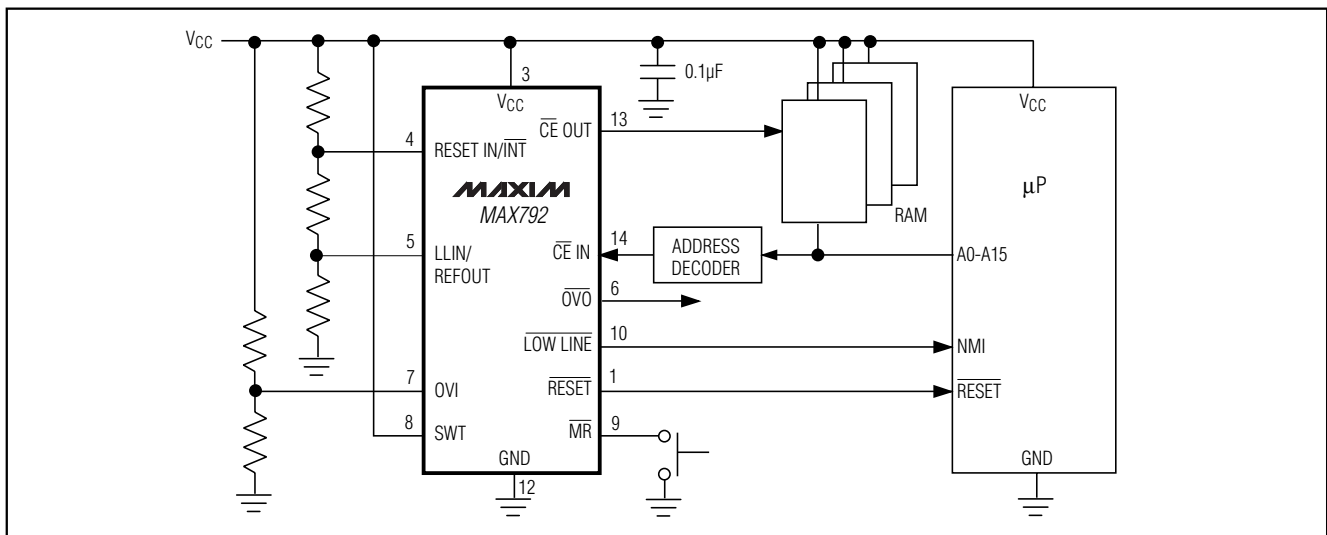 VCC
3
0.1µF
VCC
VCC
4
RESET IN/INT
CE OUT
13
MAXIM
MAX792
RAM
µP
5
LLIN/
REFOUT
CE IN
14
ADDRESS
DECODER
A0-A15
OVO
6
LOW LINE
10
NMI
7
OVI
RESET
1
RESET
8
SWT
MR
9
GND
12
GND